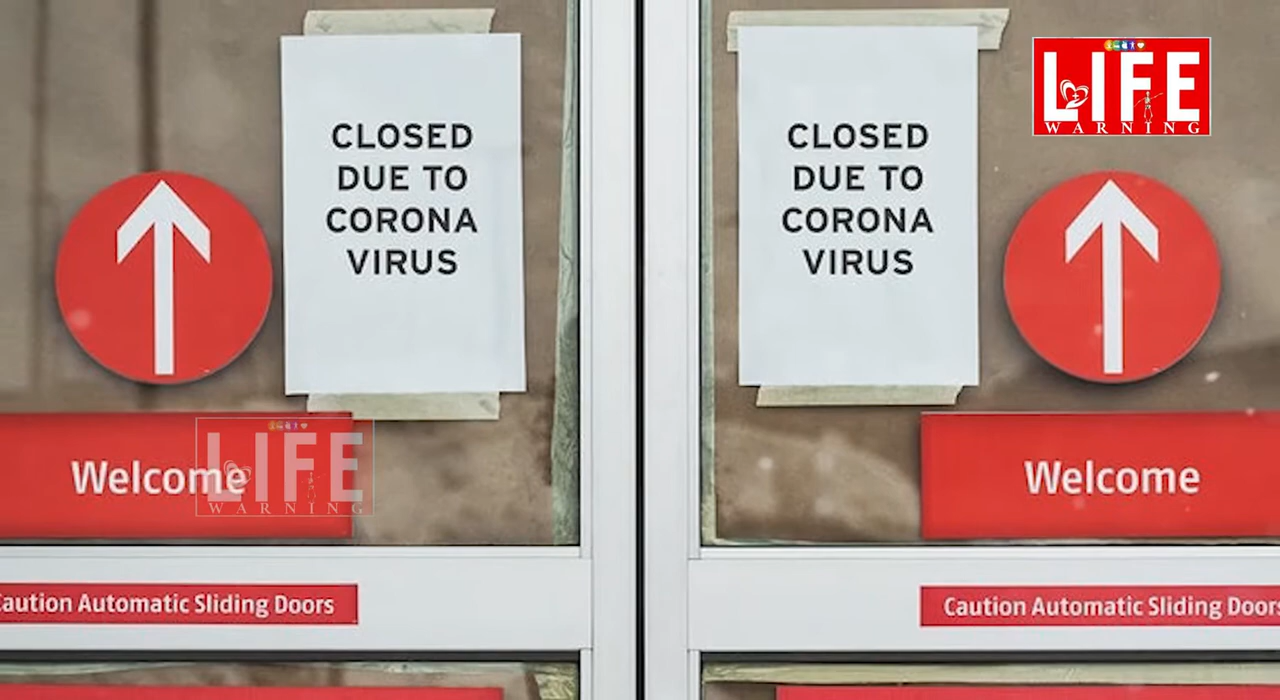 CLOSED
DUE TO
CORONA
VIRUS
CLOSED
DUE TO
CORONA
VIRUS
LIFE
WARNING
Welcome
LIFE
WARNING
Welcome
Caution Automatic Sliding Doors
Caution Automatic Sliding Doors